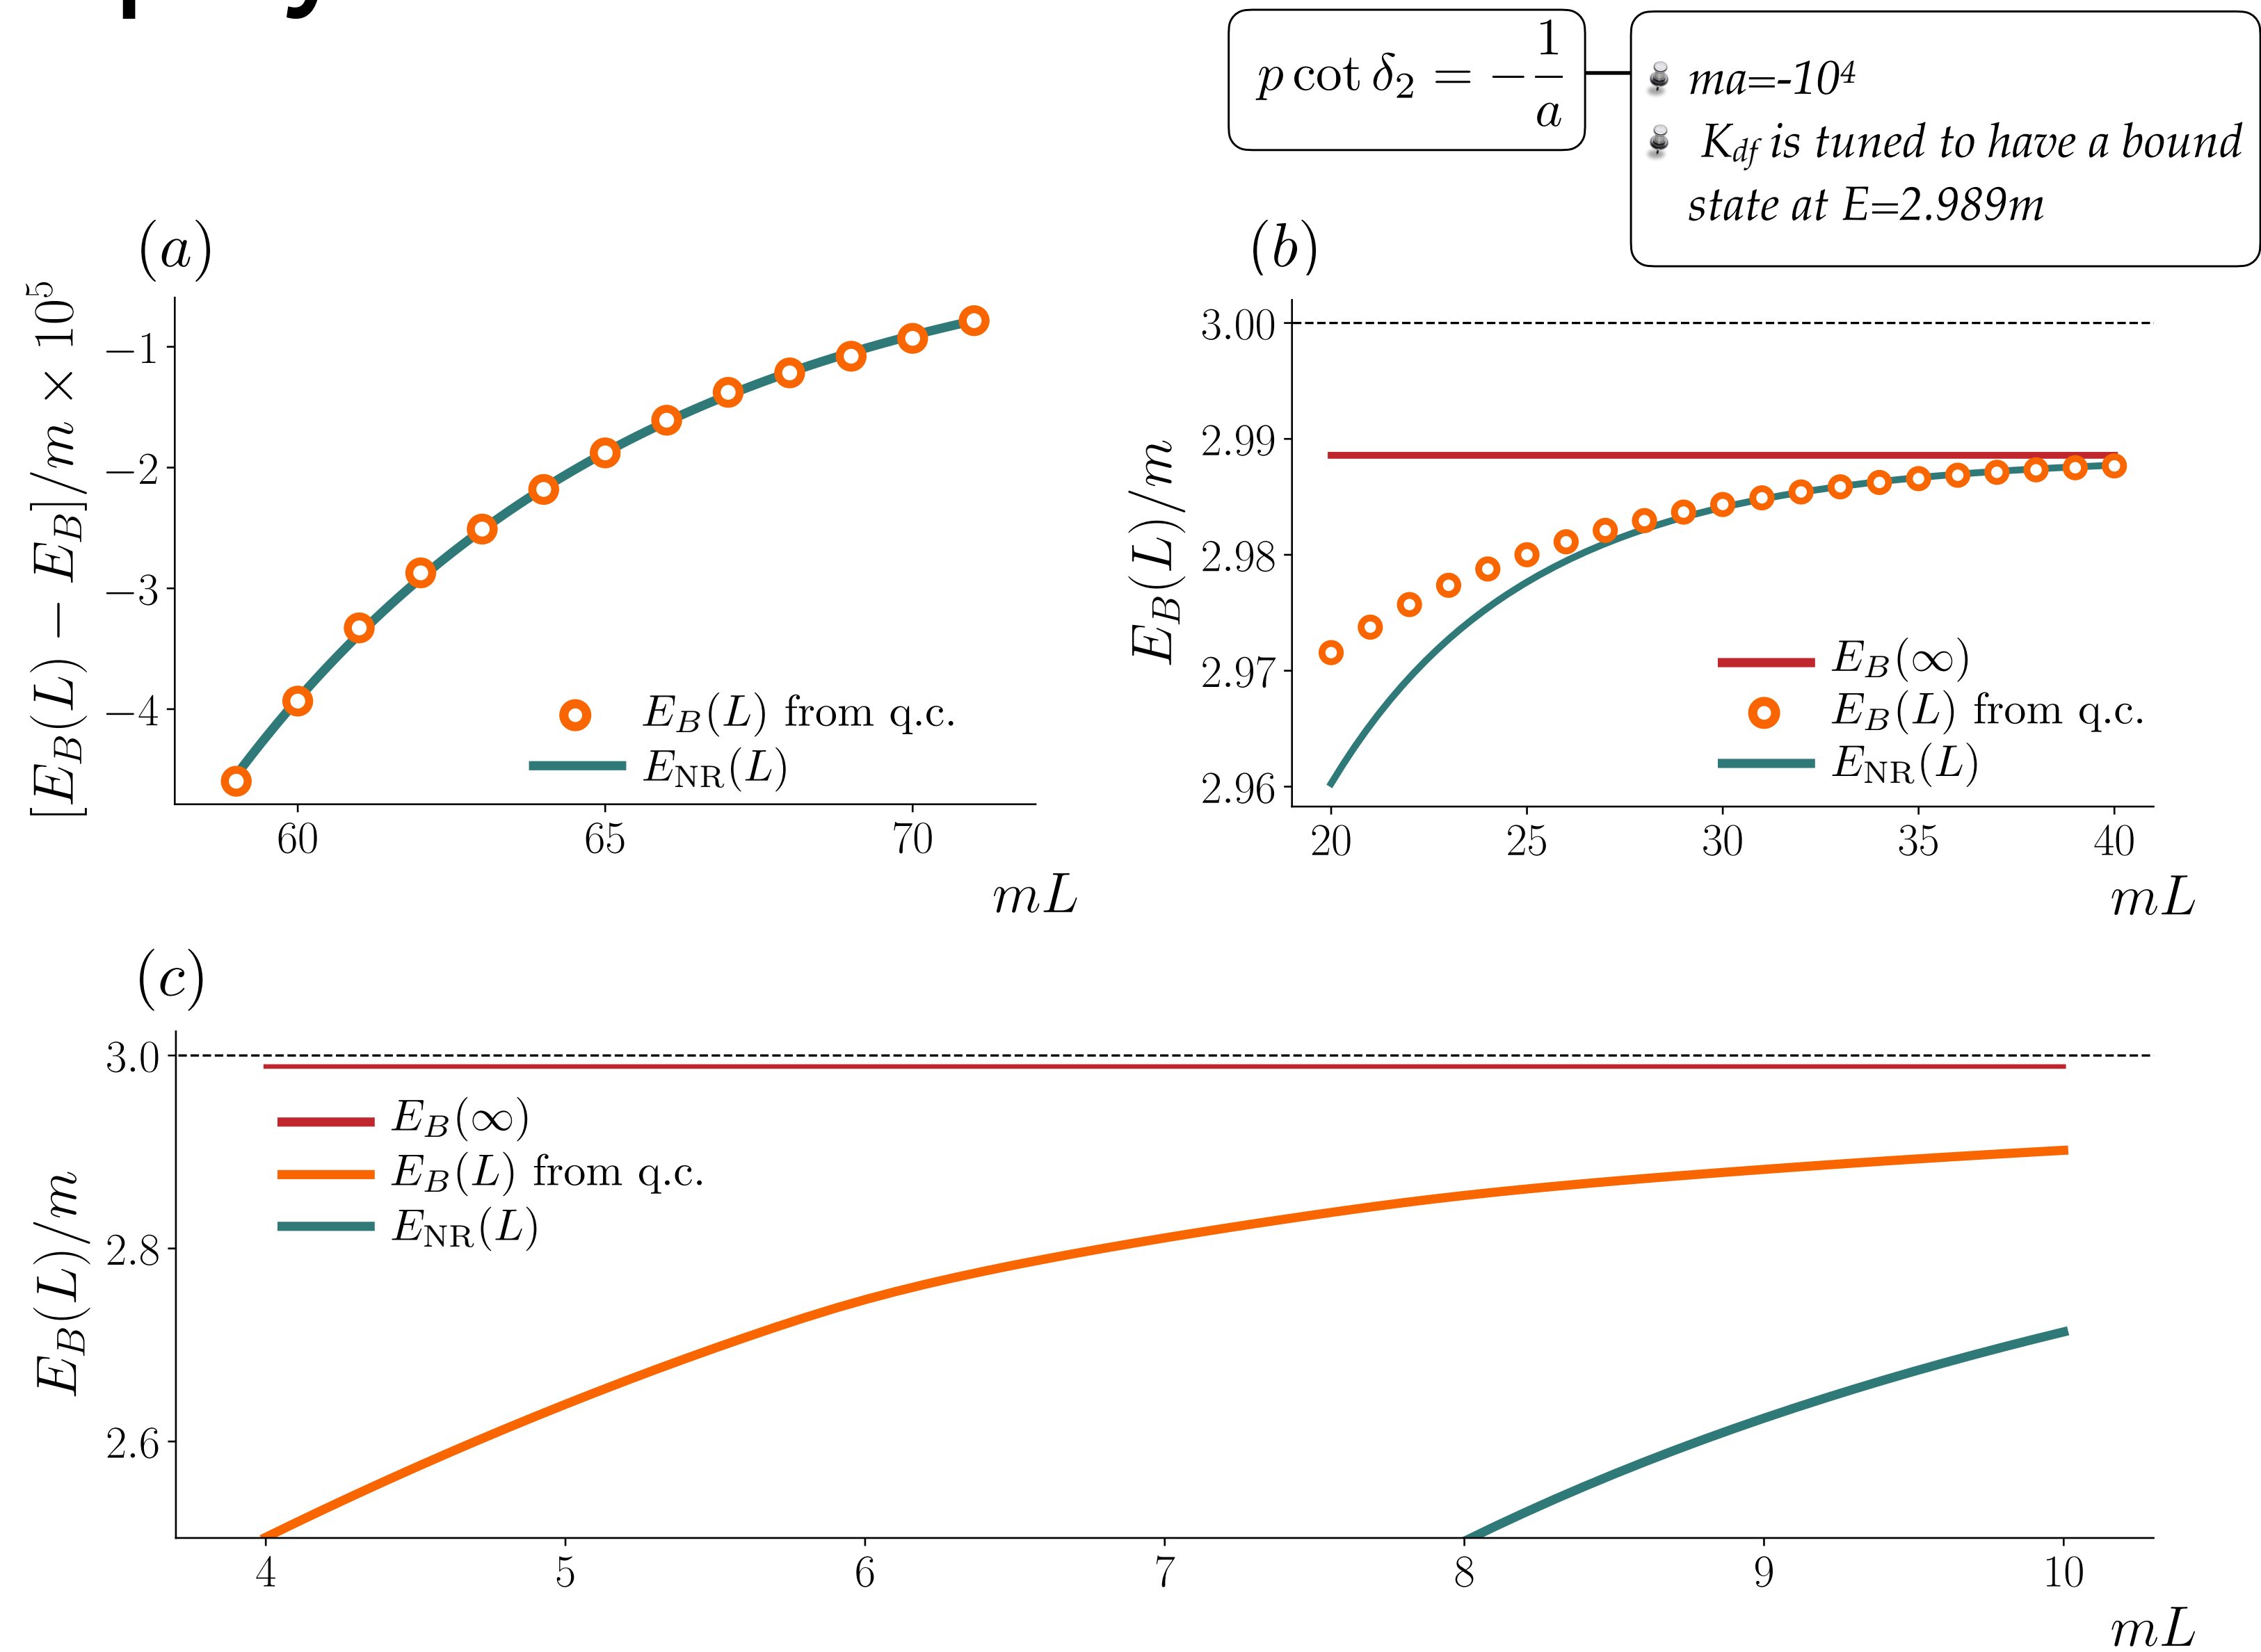 p cot δ₂ = −1/a
ma=-10⁴
K_df is tuned to have a bound
state at E=2.989m
(a)
[E_B(L) − E_B]/m × 10⁵
−1
−2
−3
−4
E_B(L) from q.c.
E_NR(L)
60 65 70
mL
(b)
E_B(L)/m
3.00
2.99
2.98
2.97
2.96
E_B(∞)
E_B(L) from q.c.
E_NR(L)
20 25 30 35 40
mL
(c)
E_B(L)/m
3.0
2.8
2.6
E_B(∞)
E_B(L) from q.c.
E_NR(L)
4 5 6 7 8 9 10
mL